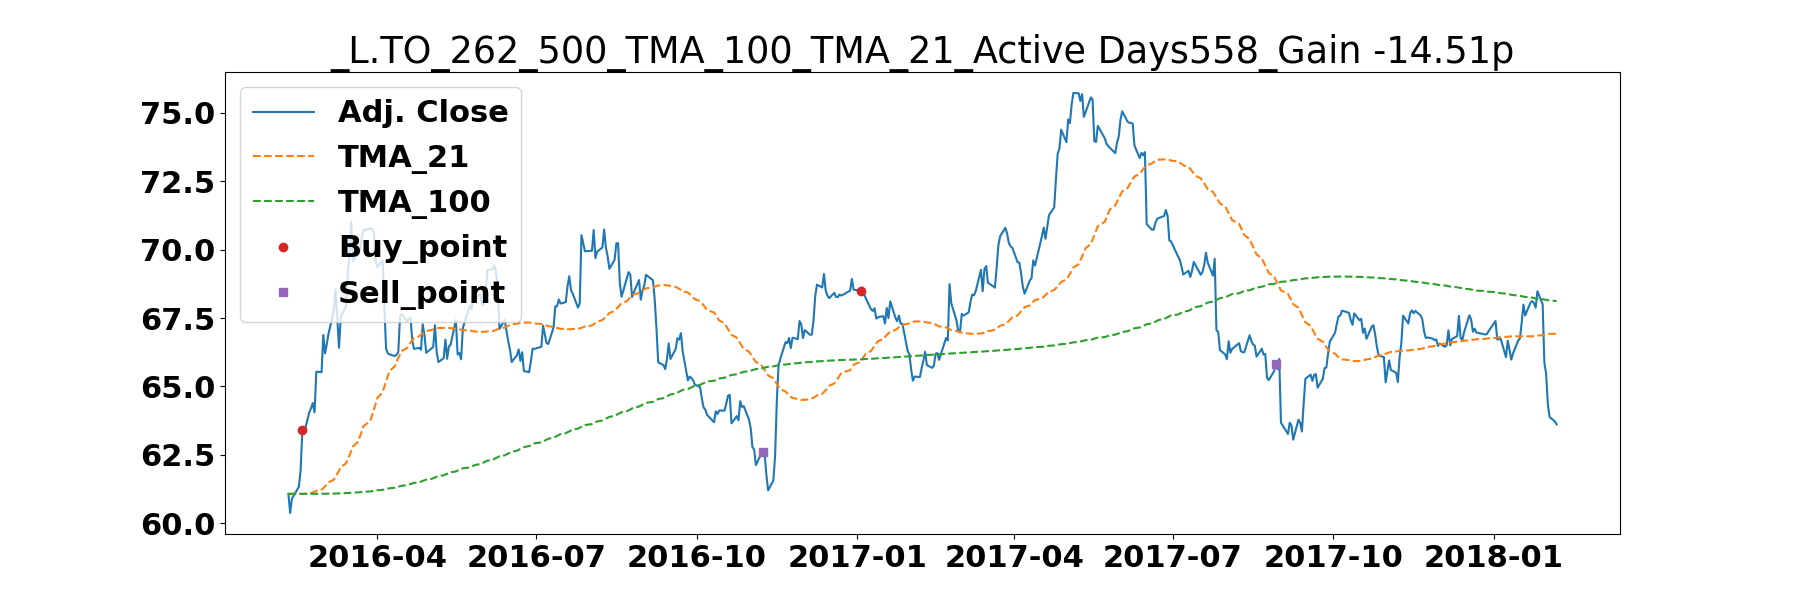 _L.TO_262_500_TMA_100_TMA_21_Active Days558_Gain -14.51p
75.0
72.5
70.0
67.5
65.0
62.5
60.0
Adj. Close
TMA_21
TMA_100
Buy_point
Sell_point
2016-04 2016-07 2016-10 2017-01 2017-04 2017-07 2017-10 2018-01